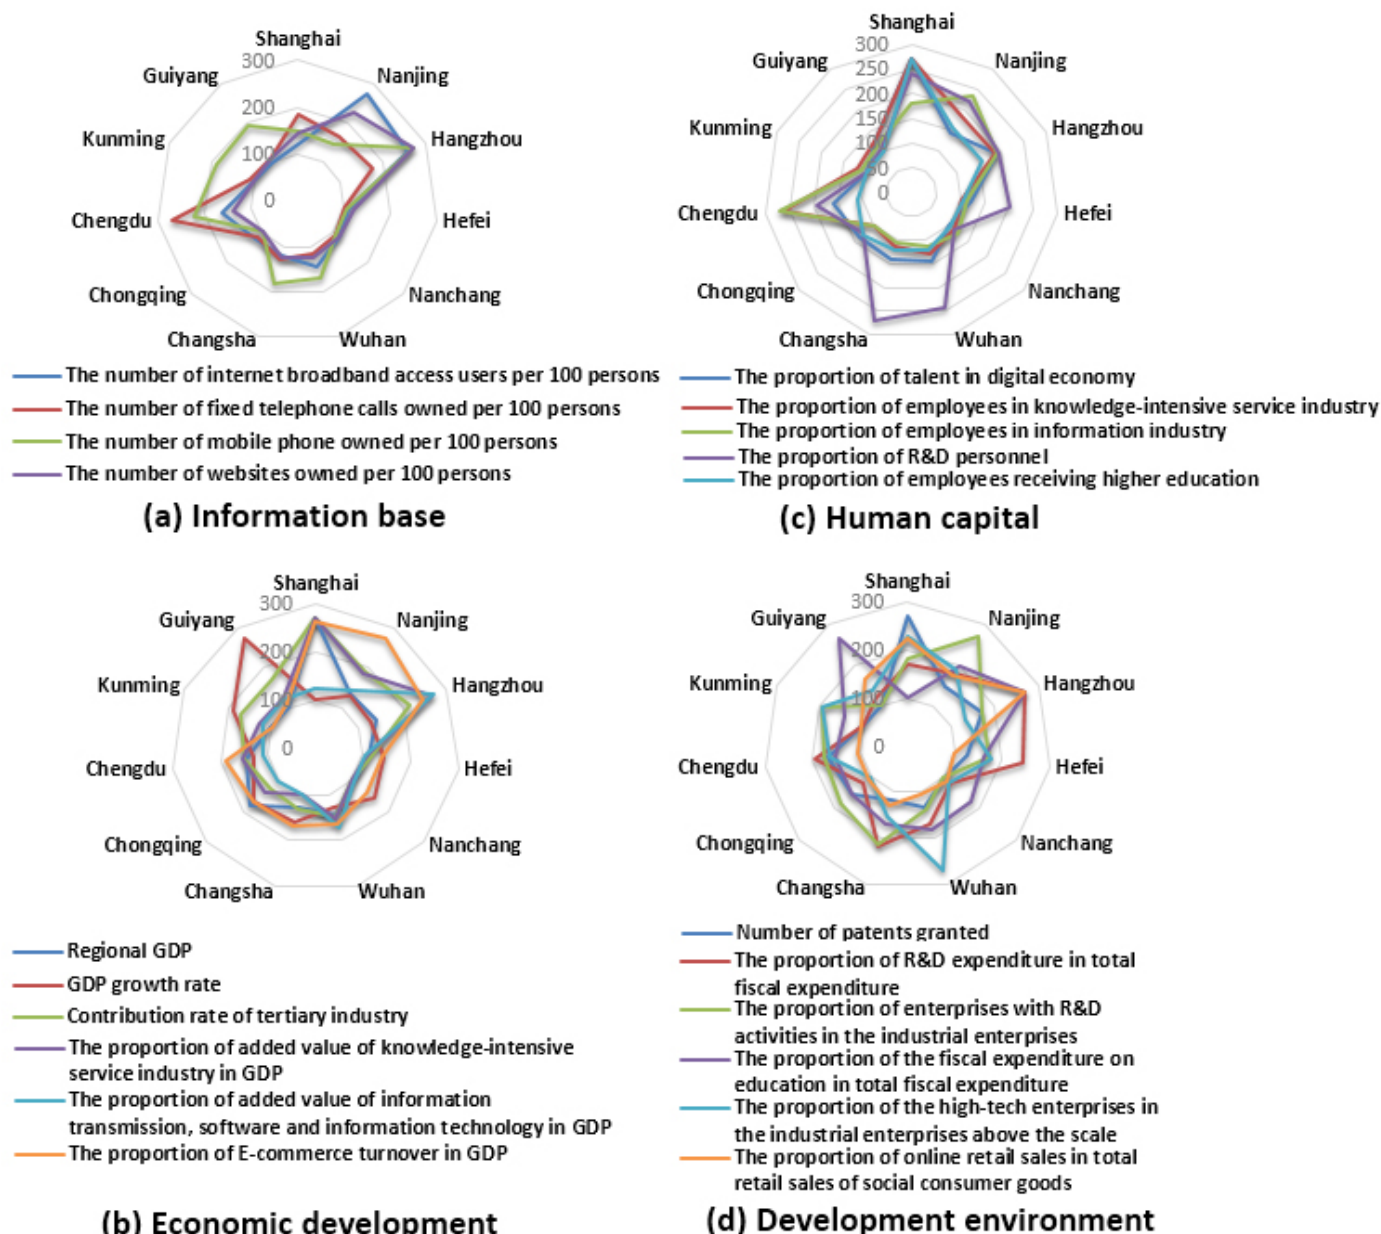 Shanghai
300
Guiyang
Nanjing
200
Kunming
Hangzhou
100
0
Chengdu
Hefei
Chongqing
Nanchang
Changsha
Wuhan
The number of internet broadband access users per 100 persons
The number of fixed telephone calls owned per 100 persons
The number of mobile phone owned per 100 persons
The number of websites owned per 100 persons
(a) Information base
Shanghai
300
Guiyang
250
Nanjing
200
Kunming
150
Hangzhou
100
50
0
Chengdu
Hefei
Chongqing
Nanchang
Changsha
Wuhan
The proportion of talent in digital economy
The proportion of employees in knowledge-intensive service industry
The proportion of employees in information industry
The proportion of R&D personnel
The proportion of employees receiving higher education
(c) Human capital
Shanghai
300
Guiyang
Nanjing
200
Kunming
Hangzhou
100
0
Chengdu
Hefei
Chongqing
Nanchang
Changsha
Wuhan
Regional GDP
GDP growth rate
Contribution rate of tertiary industry
The proportion of added value of knowledge-intensive
service industry in GDP
The proportion of added value of information
transmission, software and information technology in GDP
The proportion of E-commerce turnover in GDP
(b) Economic development
Shanghai
300
Guiyang
Nanjing
200
Kunming
Hangzhou
100
0
Chengdu
Hefei
Chongqing
Nanchang
Changsha
Wuhan
Number of patents granted
The proportion of R&D expenditure in total
fiscal expenditure
The proportion of enterprises with R&D
activities in the industrial enterprises
The proportion of the fiscal expenditure on
education in total fiscal expenditure
The proportion of the high-tech enterprises in
the industrial enterprises above the scale
The proportion of online retail sales in total
retail sales of social consumer goods
(d) Development environment